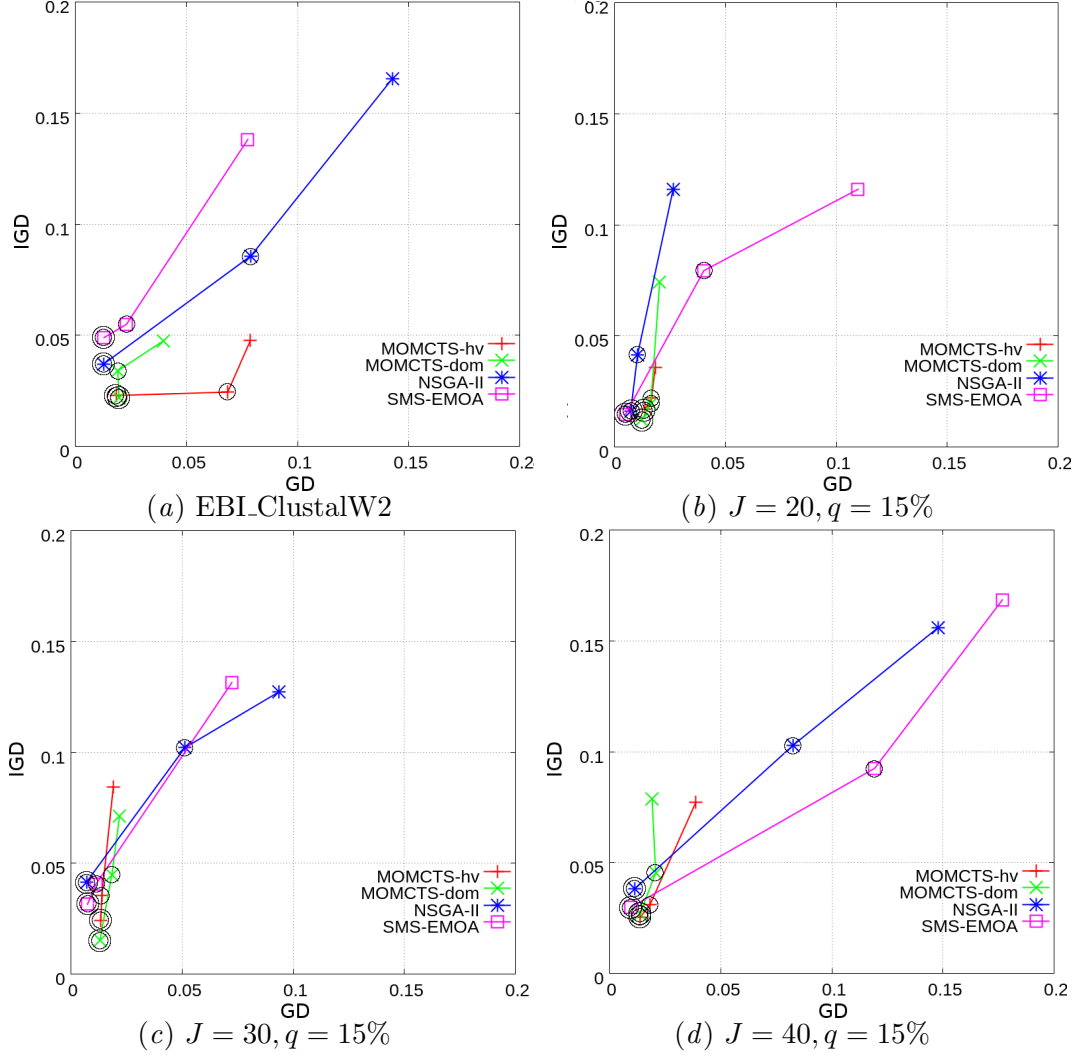 0.2
0.15
0.1
0.05
0
IGD
MOMCTS-hv
MOMCTS-dom
NSGA-II
SMS-EMOA
0 0.05 0.1 0.15 0.2
GD
(a) EBI_ClustalW2
0.2
0.15
0.1
0.05
0
IGD
MOMCTS-hv
MOMCTS-dom
NSGA-II
SMS-EMOA
0 0.05 0.1 0.15 0.2
GD
(b) J = 20, q = 15%
0.2
0.15
0.1
0.05
0
IGD
MOMCTS-hv
MOMCTS-dom
NSGA-II
SMS-EMOA
0 0.05 0.1 0.15 0.2
GD
(c) J = 30, q = 15%
0.2
0.15
0.1
0.05
0
IGD
MOMCTS-hv
MOMCTS-dom
NSGA-II
SMS-EMOA
0 0.05 0.1 0.15 0.2
GD
(d) J = 40, q = 15%